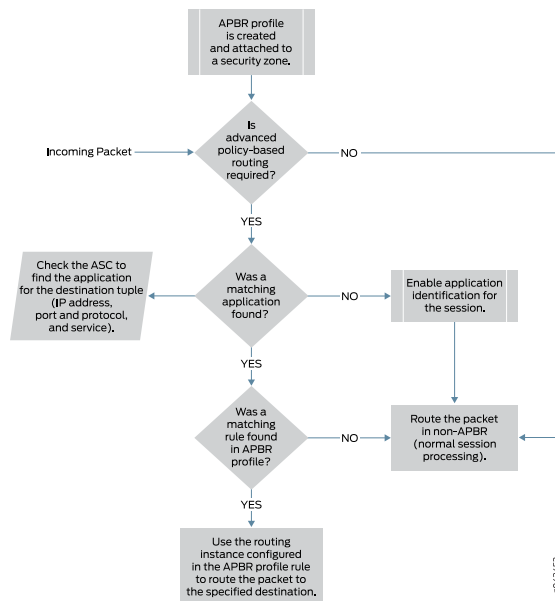 APBR profile
is created
and attached to
a security zone.
Incoming Packet
Is
advanced
policy-based
routing
required?
NO
YES
Check the ASC to
find the application
for the destination tuple
(IP address,
port and protocol,
and service).
Was a
matching
application
found?
NO
Enable application
identification for
the session.
YES
Was a
matching
rule found
in APBR
profile?
NO
Route the packet
in non-APBR
(normal session
processing).
YES
Use the routing
instance configured
in the APBR profile rule
to route the packet to
the specified destination.